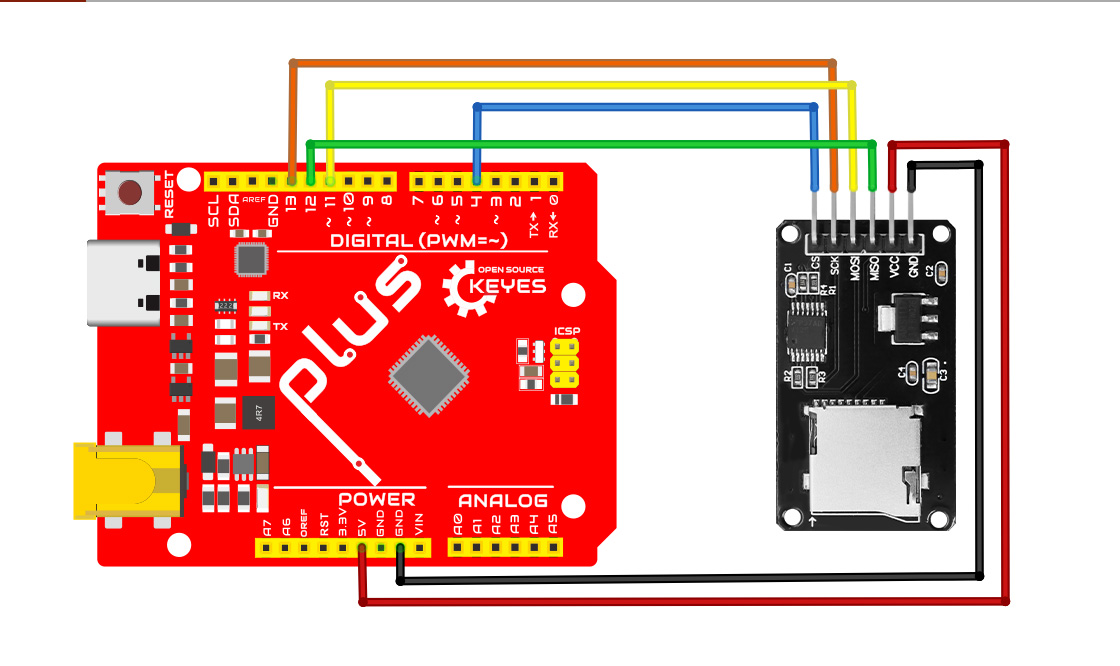 RESET
SCL
SDA
AREF
GND
13
12
~11
~10
~9
8
7
~6
~5
4
~3
2
TX→1
RX←0
DIGITAL (PWM=~)
plus
OPEN SOURCE
KEYES
RX
TX
222
4R7
ICSP
POWER
ANALOG
A7
A6
OREF
RST
3.3V
5V
GND
GND
VIN
A0
A1
A2
A3
A4
A5
CS
SCK
MOSI
MISO
VCC
GND
C1
R4
R1
C2
R2
R3
C4
C3